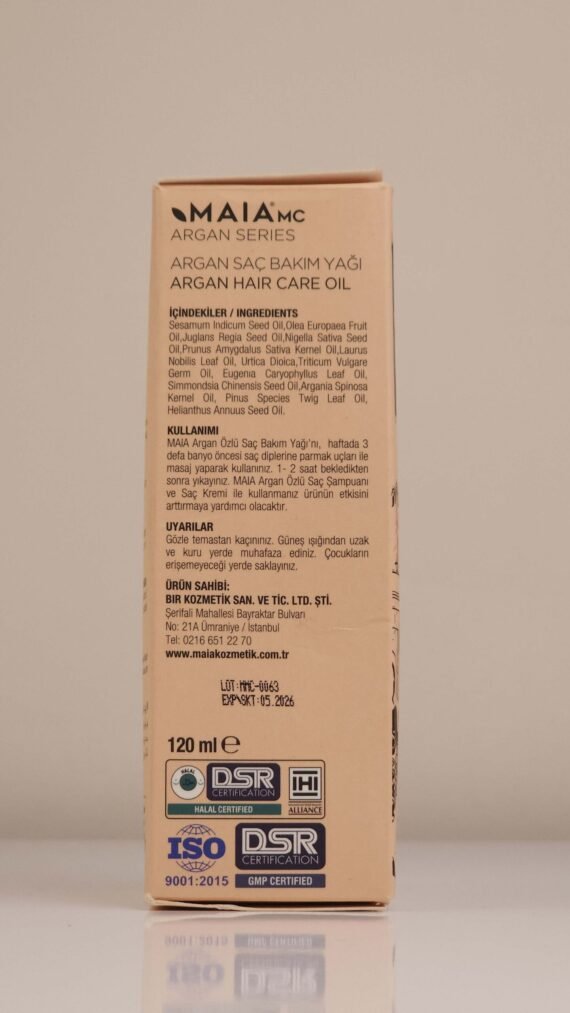 MAIA® MC
ARGAN SERIES
ARGAN SAÇ BAKIM YAĞI
ARGAN HAIR CARE OIL
İÇİNDEKİLER / INGREDIENTS
Sesamum Indicum Seed Oil,Olea Europaea Fruit
Oil,Juglans Regia Seed Oil,Nigella Sativa Seed
Oil,Prunus Amygdalus Sativa Kernel Oil,Laurus
Nobilis Leaf Oil, Urtica Dioica,Triticum Vulgare
Germ Oil, Eugenia Caryophyllus Leaf Oil,
Simmondsia Chinensis Seed Oil,Argania Spinosa
Kernel Oil, Pinus Species Twig Leaf Oil,
Helianthus Annuus Seed Oil.
KULLANIMI
MAIA Argan Özlü Saç Bakım Yağı'nı, haftada 3
defa banyo öncesi saç diplerine parmak uçları ile
masaj yaparak kullanınız. 1- 2 saat bekledikten
sonra yıkayınız. MAIA Argan Özlü Saç Şampuanı
ve Saç Kremi ile kullanmanız ürünün etkisini
arttırmaya yardımcı olacaktır.
UYARILAR
Gözle temastan kaçınınız. Güneş ışığından uzak
ve kuru yerde muhafaza ediniz. Çocukların
erişemeyeceği yerde saklayınız.
ÜRÜN SAHİBİ:
BIR KOZMETİK SAN. VE TİC. LTD. ŞTİ.
Şerifali Mahallesi Bayraktar Bulvarı
No: 21A Ümraniye / İstanbul
Tel: 0216 651 22 70
www.maiakozmetik.com.tr
LOT:MMC-0063
EXP\SKT:05.2026
120 ml ℮
HALAL
DSR
CERTIFICATION
HALAL CERTIFIED
IHI
ALLIANCE
ISO
9001:2015
DSR
CERTIFICATION
GMP CERTIFIED